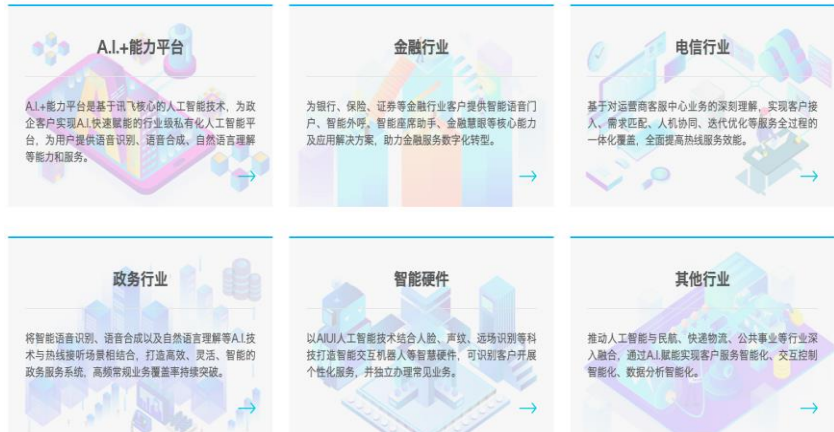 A.I.+能力平台
A.I.+能力平台是基于讯飞核心的人工智能技术，为政
企客户实现A.I.快速赋能的行业级私有化人工智能平
台，为用户提供语音识别、语音合成、自然语言理解
等能力和服务。
金融行业
为银行、保险、证券等金融行业客户提供智能语音门
户、智能外呼、智能座席助手、金融慧眼等核心能力
及应用解决方案，助力金融服务数字化转型。
电信行业
基于对运营商客服中心业务的深刻理解，实现客户接
入、需求匹配、人机协同、迭代优化等服务全过程的
一体化覆盖，全面提高热线服务效能。
政务行业
将智能语音识别、语音合成以及自然语言理解等A.I.技
术与热线接听场景相结合，打造高效、灵活、智能的
政务服务系统，高频常规业务覆盖率持续突破。
智能硬件
以AIUI人工智能技术结合人脸、声纹、远场识别等科
技打造智能交互机器人等智慧硬件，可识别客户开展
个性化服务，并独立办理常见业务。
其他行业
推动人工智能与民航、快递物流、公共事业等行业深
入融合，通过A.I.赋能实现客户服务智能化、交互控制
智能化、数据分析智能化。